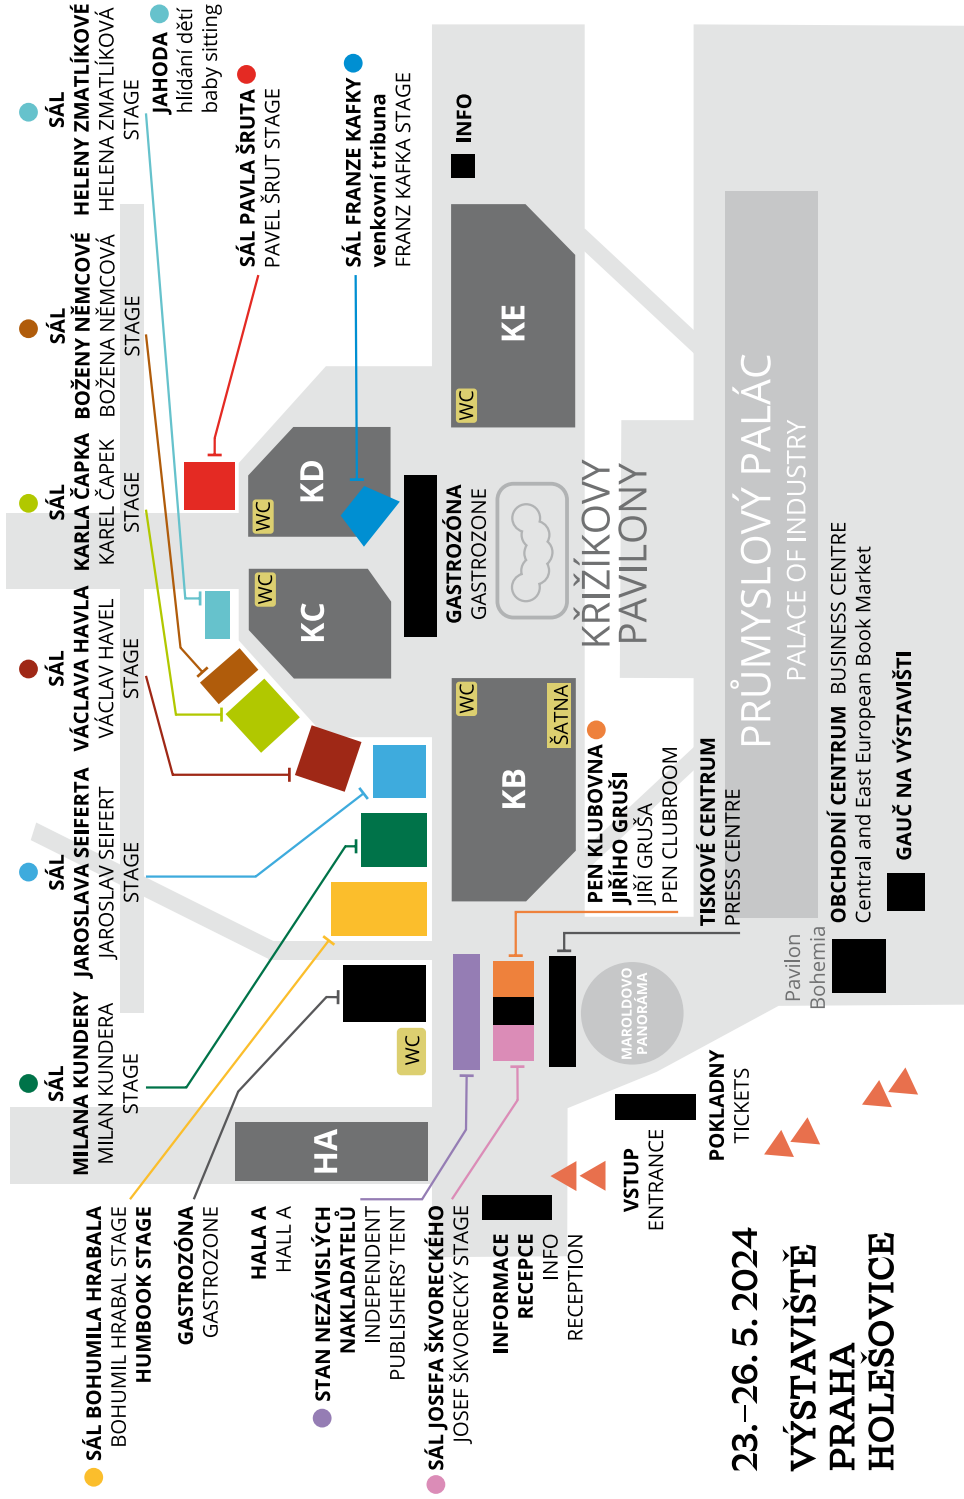 SÁL BOHUMILA HRABALA
BOHUMIL HRABAL STAGE
HUMBOOK STAGE
GASTROZÓNA
GASTROZONE
HALA A
HALL A
STAN NEZÁVISLÝCH
NAKLADATELŮ
INDEPENDENT
PUBLISHERS' TENT
SÁL JOSEFA ŠKVORECKÉHO
JOSEF ŠKVORECKÝ STAGE
INFORMACE
RECEPCE
INFO
RECEPTION
23.–26. 5. 2024
VÝSTAVIŠTĚ
PRAHA
HOLEŠOVICE
SÁL
MILANA KUNDERY
MILAN KUNDERA
STAGE
SÁL
JAROSLAVA SEIFERTA
JAROSLAV SEIFERT
STAGE
SÁL
VÁCLAVA HAVLA
VÁCLAV HAVEL
STAGE
SÁL
KARLA ČAPKA
KAREL ČAPEK
STAGE
SÁL
BOŽENY NĚMCOVÉ
BOŽENA NĚMCOVÁ
STAGE
SÁL
HELENY ZMATLÍKOVÉ
HELENA ZMATLÍKOVÁ
STAGE
JAHODA
hlídání dětí
baby sitting
SÁL PAVLA ŠRUTA
PAVEL ŠRUT STAGE
SÁL FRANZE KAFKY
venkovní tribuna
FRANZ KAFKA STAGE
INFO
HA
WC
KC
WC
KD
WC
GASTROZÓNA
GASTROZONE
KB
WC
ŠATNA
KE
WC
KŘIŽÍKOVY
PAVILONY
PEN KLUBOVNA
JIŘÍHO GRUŠI
JIŘÍ GRUŠA
PEN CLUBROOM
TISKOVÉ CENTRUM
PRESS CENTRE
MAROLDOVO
PANORÁMA
PRŮMYSLOVÝ PALÁC
PALACE OF INDUSTRY
VSTUP
ENTRANCE
POKLADNY
TICKETS
Pavilon
Bohemia
OBCHODNÍ CENTRUM BUSINESS CENTRE
Central and East European Book Market
GAUČ NA VÝSTAVIŠTI